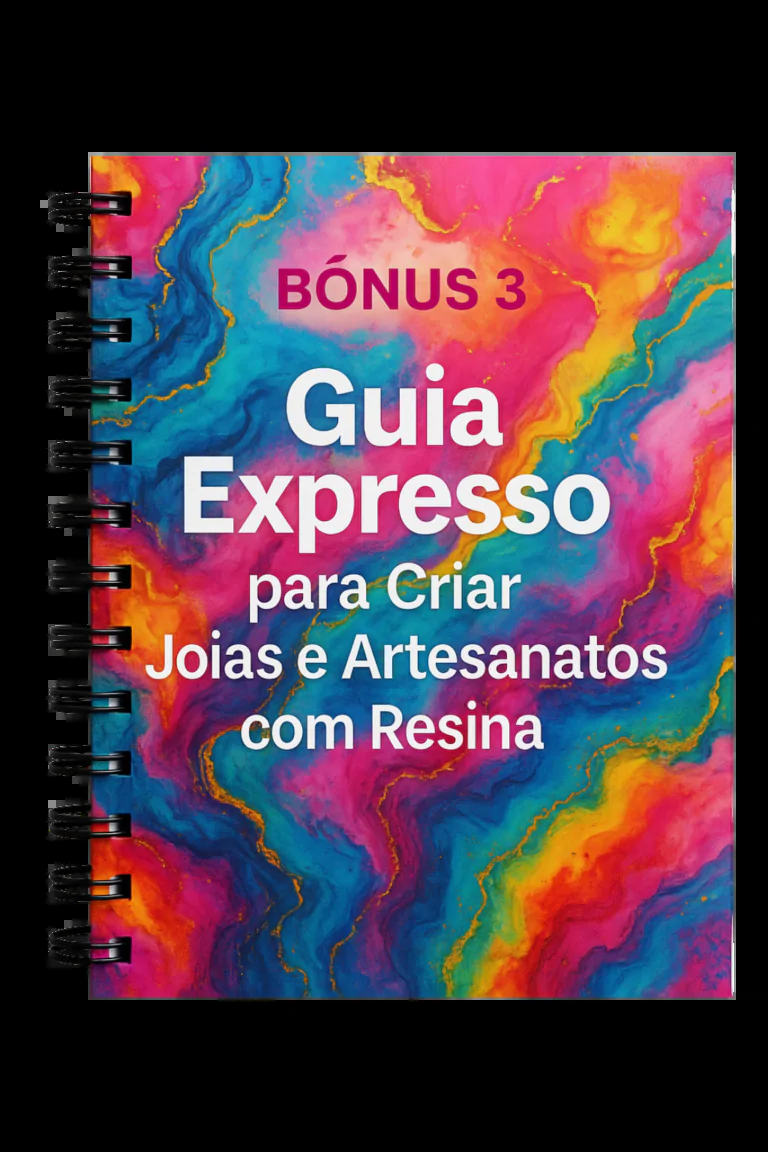 BÓNUS 3
Guia
Expresso
para Criar
Joias e Artesanatos
com Resina